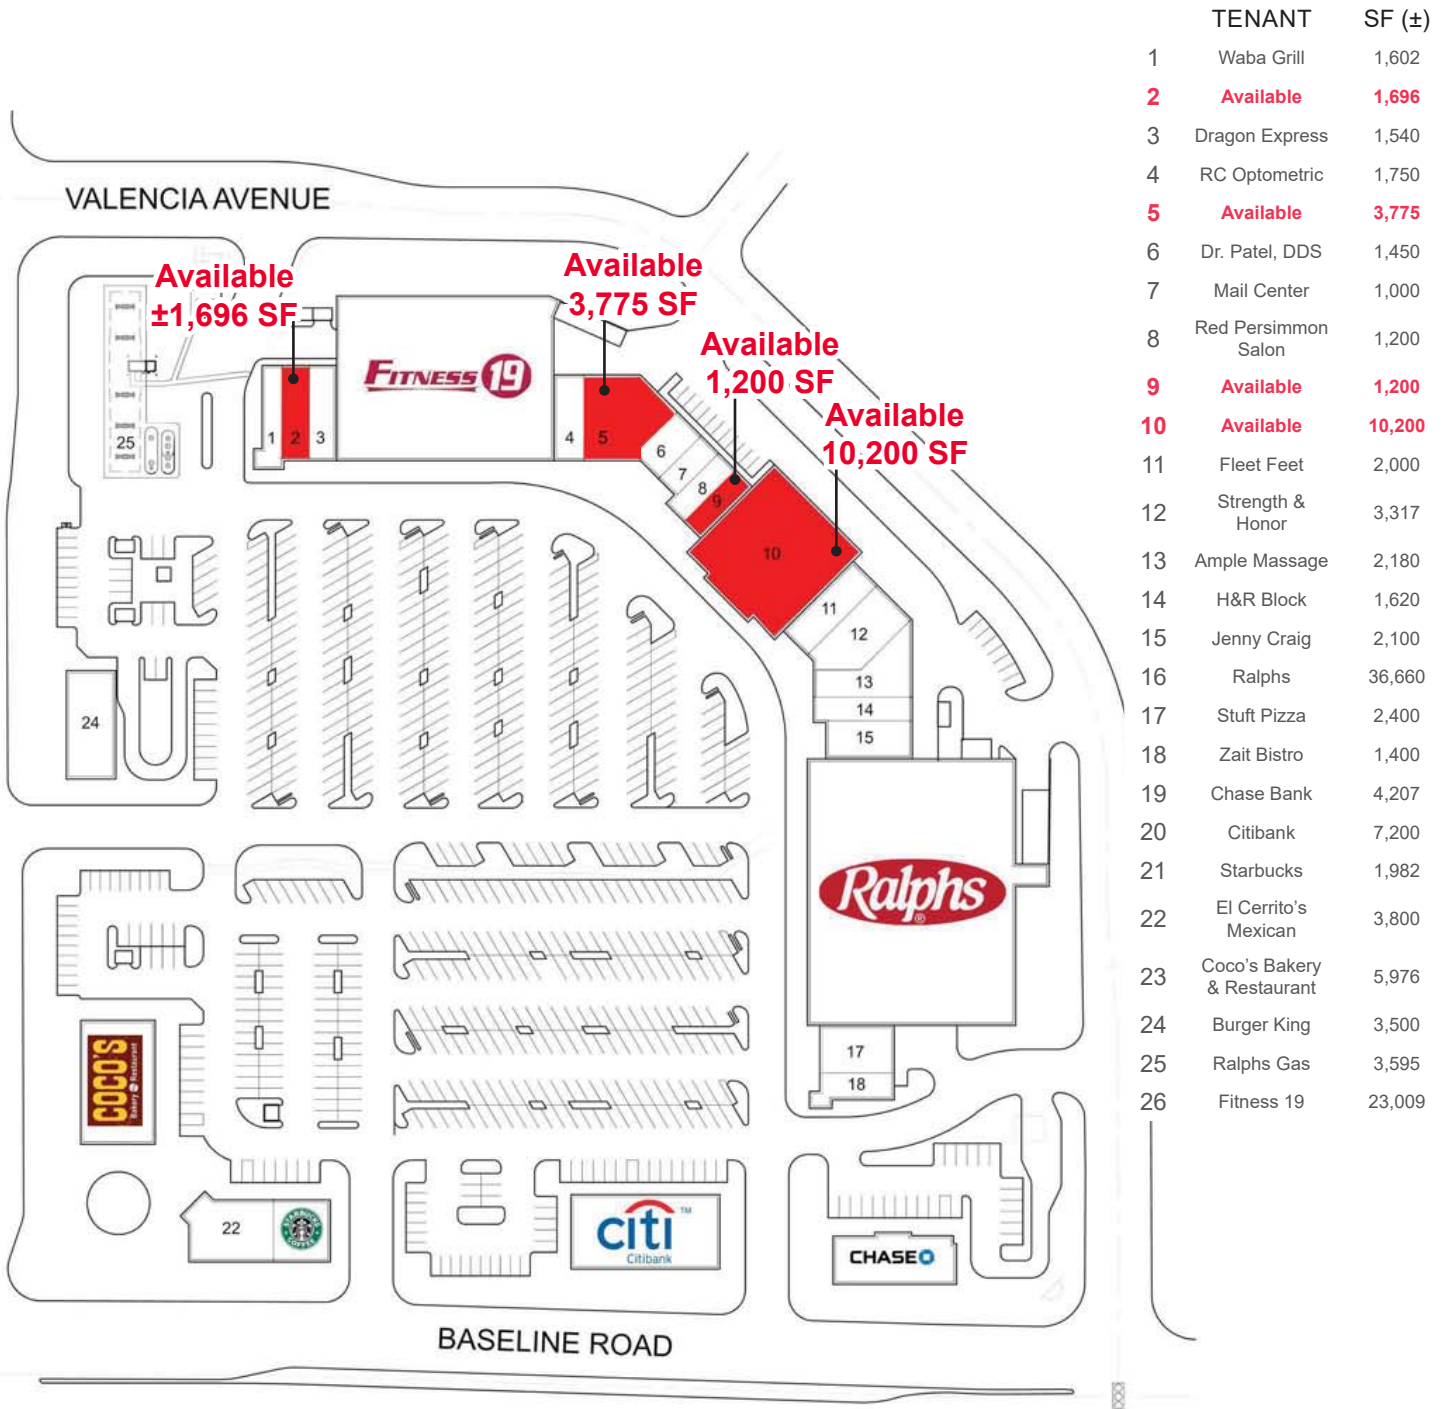 TENANT SF (±)
1 Waba Grill 1,602
2 Available 1,696
3 Dragon Express 1,540
4 RC Optometric 1,750
5 Available 3,775
6 Dr. Patel, DDS 1,450
7 Mail Center 1,000
8 Red Persimmon
Salon 1,200
9 Available 1,200
10 Available 10,200
11 Fleet Feet 2,000
12 Strength &
Honor 3,317
13 Ample Massage 2,180
14 H&R Block 1,620
15 Jenny Craig 2,100
16 Ralphs 36,660
17 Stuft Pizza 2,400
18 Zait Bistro 1,400
19 Chase Bank 4,207
20 Citibank 7,200
21 Starbucks 1,982
22 El Cerrito's
Mexican 3,800
23 Coco's Bakery
& Restaurant 5,976
24 Burger King 3,500
25 Ralphs Gas 3,595
26 Fitness 19 23,009
VALENCIA AVENUE
Available
±1,696 SF
Available
3,775 SF
Available
1,200 SF
Available
10,200 SF
FITNESS 19
25
1
2
3
4
5
6
7
8
9
10
11
12
13
14
15
24
Ralphs
®
17
18
COCO'S
Bakery Restaurant
22
STARBUCKS
COFFEE
citi
™
Citibank
CHASE
BASELINE ROAD